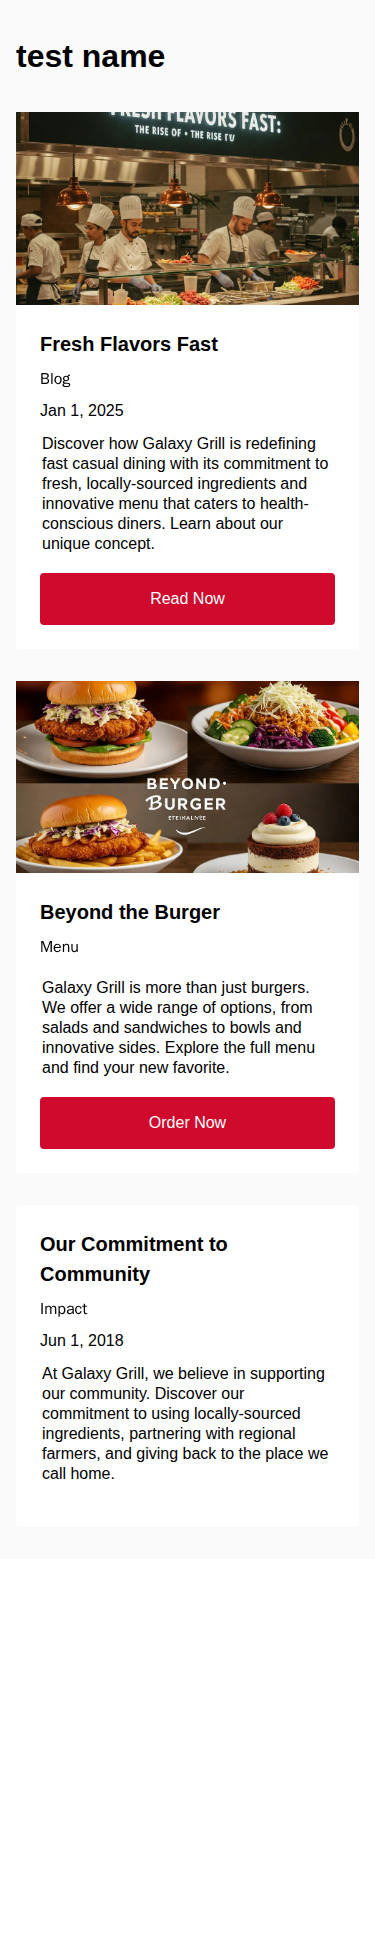 test name
FRESH FLAVORS FAST:
THE RISE OF • THE RISE
Fresh Flavors Fast
Blog
Jan 1, 2025
Discover how Galaxy Grill is redefining
fast casual dining with its commitment to
fresh, locally-sourced ingredients and
innovative menu that caters to health-
conscious diners. Learn about our
unique concept.
Read Now
BEYOND
BURGER
Beyond the Burger
Menu
Galaxy Grill is more than just burgers.
We offer a wide range of options, from
salads and sandwiches to bowls and
innovative sides. Explore the full menu
and find your new favorite.
Order Now
Our Commitment to
Community
Impact
Jun 1, 2018
At Galaxy Grill, we believe in supporting
our community. Discover our
commitment to using locally-sourced
ingredients, partnering with regional
farmers, and giving back to the place we
call home.